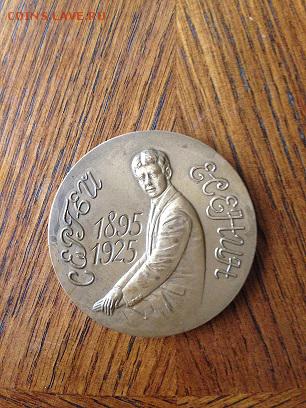 COINS.LAVE.RU
СЕРГЕЙ
1895
1925
ЕСЕНИН